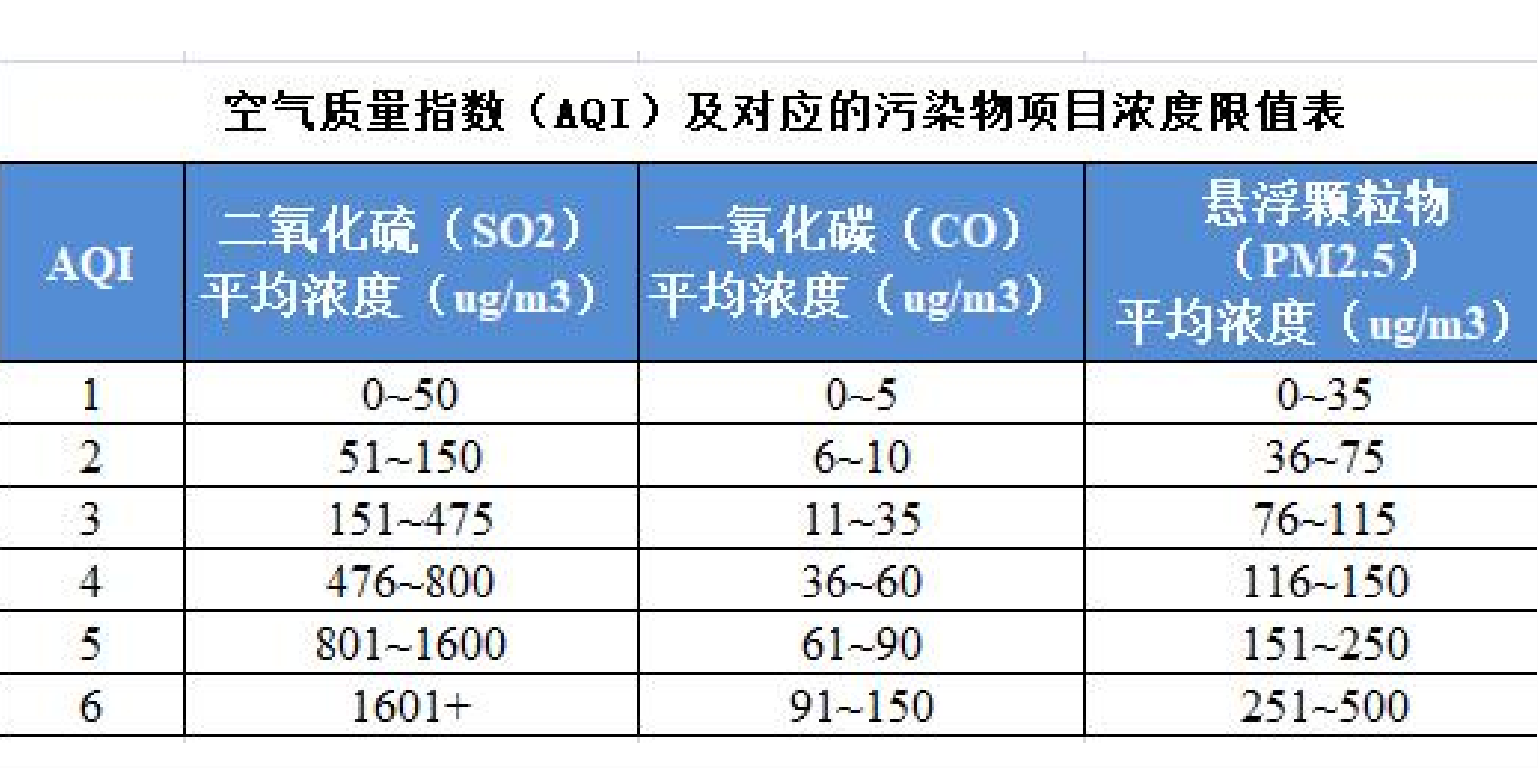 空气质量指数（AQI）及对应的污染物项目浓度限值表
AQI
二氧化硫（SO2）
平均浓度（ug/m3）
一氧化碳（CO）
平均浓度（ug/m3）
悬浮颗粒物
（PM2.5）
平均浓度（ug/m3）
1 0~50 0~5 0~35
2 51~150 6~10 36~75
3 151~475 11~35 76~115
4 476~800 36~60 116~150
5 801~1600 61~90 151~250
6 1601+ 91~150 251~500